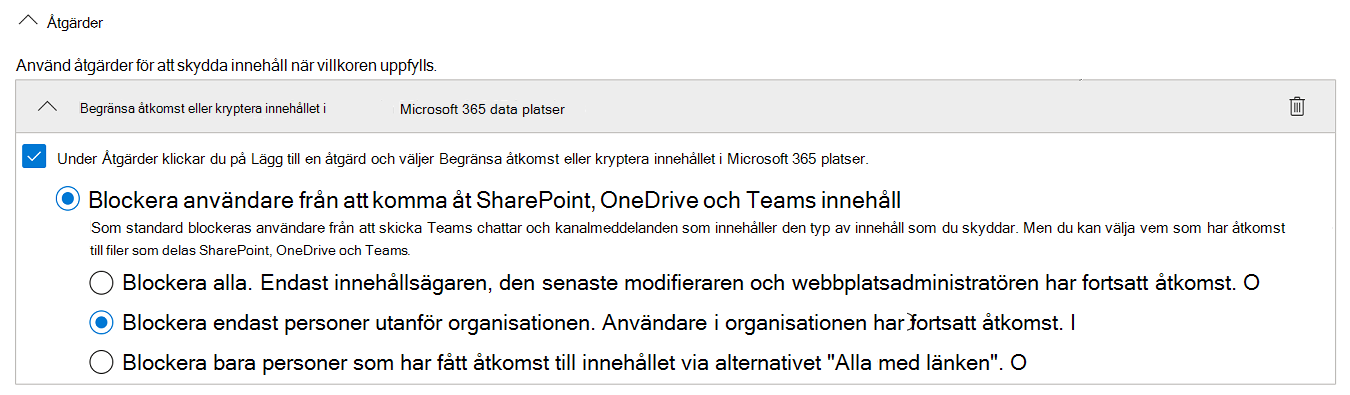 Åtgärder
Använd åtgärder för att skydda innehåll när villkoren uppfylls.
Begränsa åtkomst eller kryptera innehållet i Microsoft 365 data platser
Under Åtgärder klickar du på Lägg till en åtgärd och väljer Begränsa åtkomst eller kryptera innehållet i Microsoft 365 platser.
Blockera användare från att komma åt SharePoint, OneDrive och Teams innehåll
Som standard blockeras användare från att skicka Teams chattar och kanalmeddelanden som innehåller den typ av innehåll som du skyddar. Men du kan välja vem som har åtkomst
till filer som delas SharePoint, OneDrive och Teams.
Blockera alla. Endast innehållsägaren, den senaste modifieraren och webbplatsadministratören har fortsatt åtkomst. O
Blockera endast personer utanför organisationen. Användare i organisationen har fortsatt åtkomst. I
Blockera bara personer som har fått åtkomst till innehållet via alternativet "Alla med länken". O